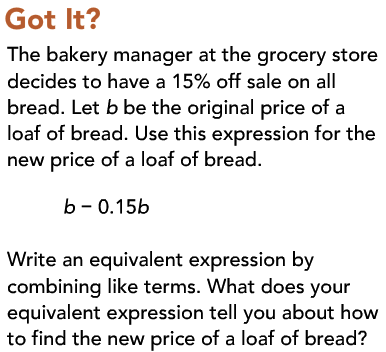 Got It?
The bakery manager at the grocery store
decides to have a 15% off sale on all
bread. Let b be the original price of a
loaf of bread. Use this expression for the
new price of a loaf of bread.
b − 0.15b
Write an equivalent expression by
combining like terms. What does your
equivalent expression tell you about how
to find the new price of a loaf of bread?